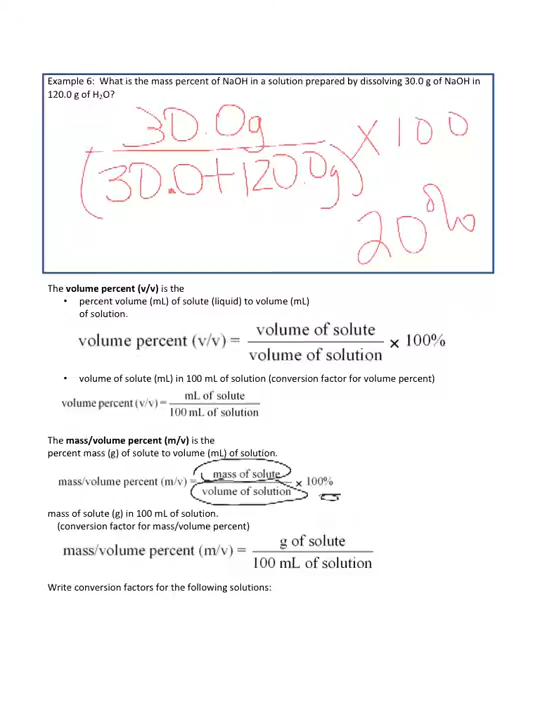 Example 6: What is the mass percent of NaOH in a solution prepared by dissolving 30.0 g of NaOH in
120.0 g of H₂O?
30.0g
(30.0+120.0g) × 100
20%
The volume percent (v/v) is the
• percent volume (mL) of solute (liquid) to volume (mL)
of solution.
volume percent (v/v) = volume of solute
volume of solution × 100%
• volume of solute (mL) in 100 mL of solution (conversion factor for volume percent)
volume percent (v/v) = mL of solute
100 mL of solution
The mass/volume percent (m/v) is the
percent mass (g) of solute to volume (mL) of solution.
mass/volume percent (m/v) = mass of solute
volume of solution × 100%
mass of solute (g) in 100 mL of solution.
(conversion factor for mass/volume percent)
mass/volume percent (m/v) = g of solute
100 mL of solution
Write conversion factors for the following solutions: